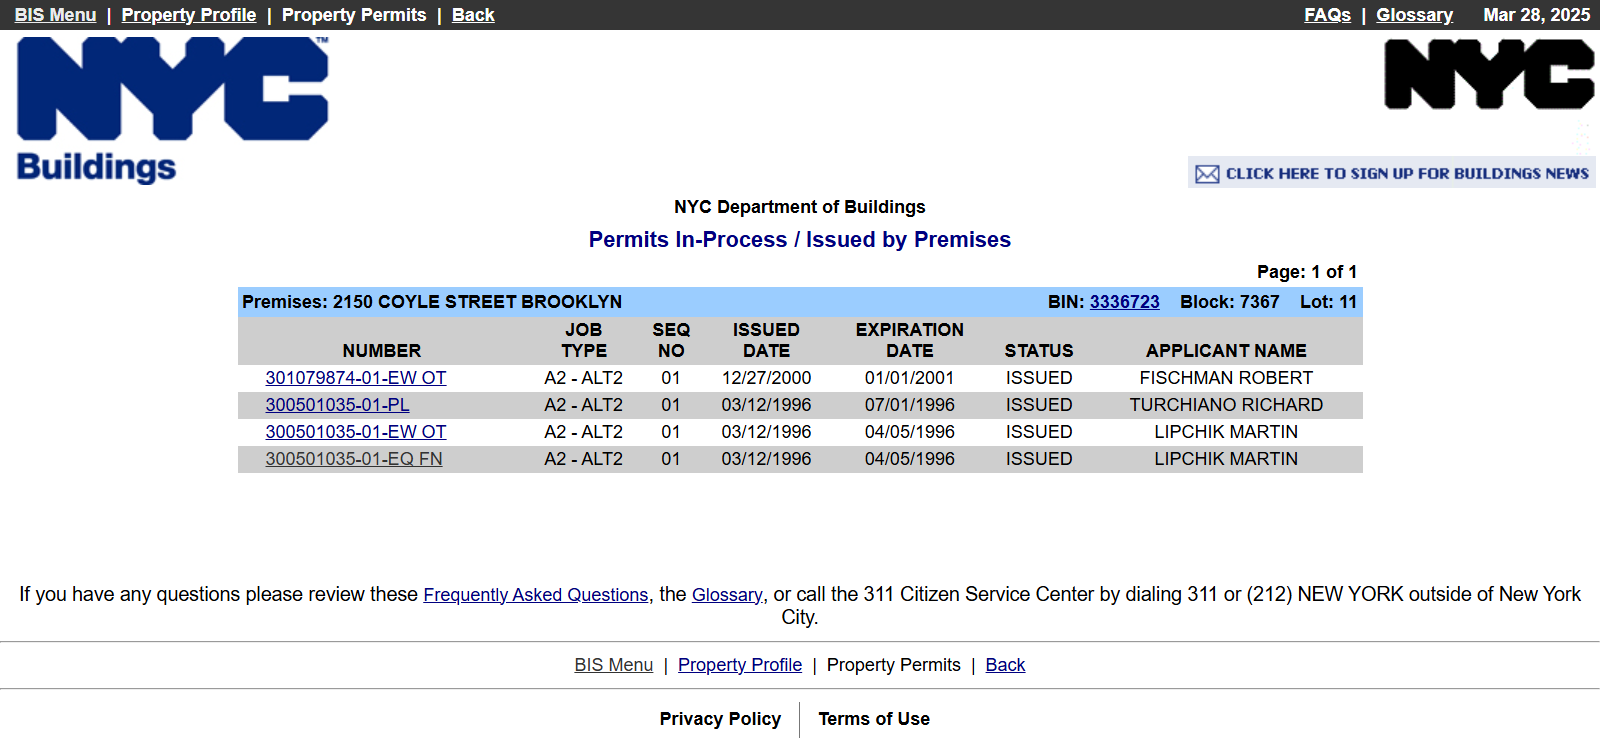 BIS Menu | Property Profile | Property Permits | Back FAQs | Glossary Mar 28, 2025
NYC™ NYC
Buildings
CLICK HERE TO SIGN UP FOR BUILDINGS NEWS
NYC Department of Buildings
Permits In-Process / Issued by Premises
Page: 1 of 1
Premises: 2150 COYLE STREET BROOKLYN BIN: 3336723 Block: 7367 Lot: 11
JOB SEQ ISSUED EXPIRATION
NUMBER TYPE NO DATE DATE STATUS APPLICANT NAME
301079874-01-EW OT A2 - ALT2 01 12/27/2000 01/01/2001 ISSUED FISCHMAN ROBERT
300501035-01-PL A2 - ALT2 01 03/12/1996 07/01/1996 ISSUED TURCHIANO RICHARD
300501035-01-EW OT A2 - ALT2 01 03/12/1996 04/05/1996 ISSUED LIPCHIK MARTIN
300501035-01-EQ FN A2 - ALT2 01 03/12/1996 04/05/1996 ISSUED LIPCHIK MARTIN
If you have any questions please review these Frequently Asked Questions, the Glossary, or call the 311 Citizen Service Center by dialing 311 or (212) NEW YORK outside of New York
City.
BIS Menu | Property Profile | Property Permits | Back
Privacy Policy Terms of Use